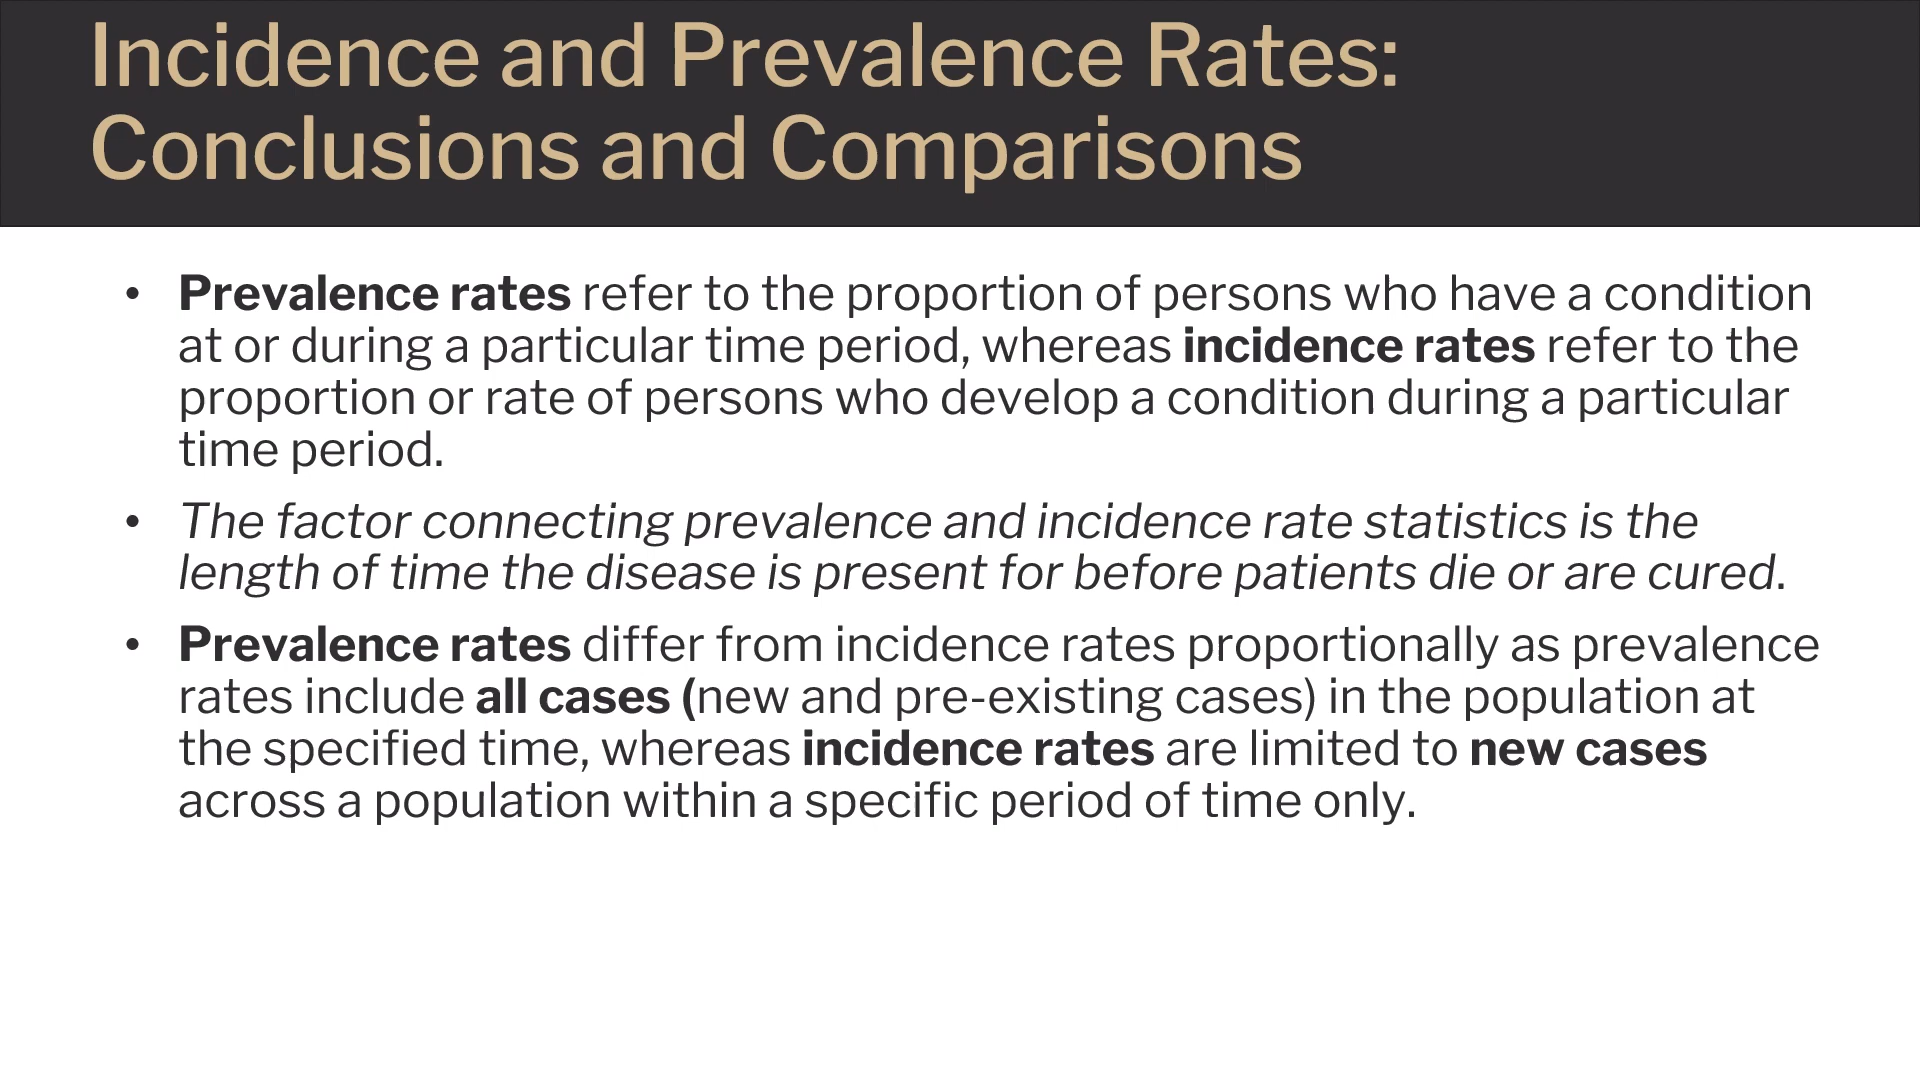 Incidence and Prevalence Rates:
Conclusions and Comparisons
• Prevalence rates refer to the proportion of persons who have a condition
at or during a particular time period, whereas incidence rates refer to the
proportion or rate of persons who develop a condition during a particular
time period.
• The factor connecting prevalence and incidence rate statistics is the
length of time the disease is present for before patients die or are cured.
• Prevalence rates differ from incidence rates proportionally as prevalence
rates include all cases (new and pre-existing cases) in the population at
the specified time, whereas incidence rates are limited to new cases
across a population within a specific period of time only.